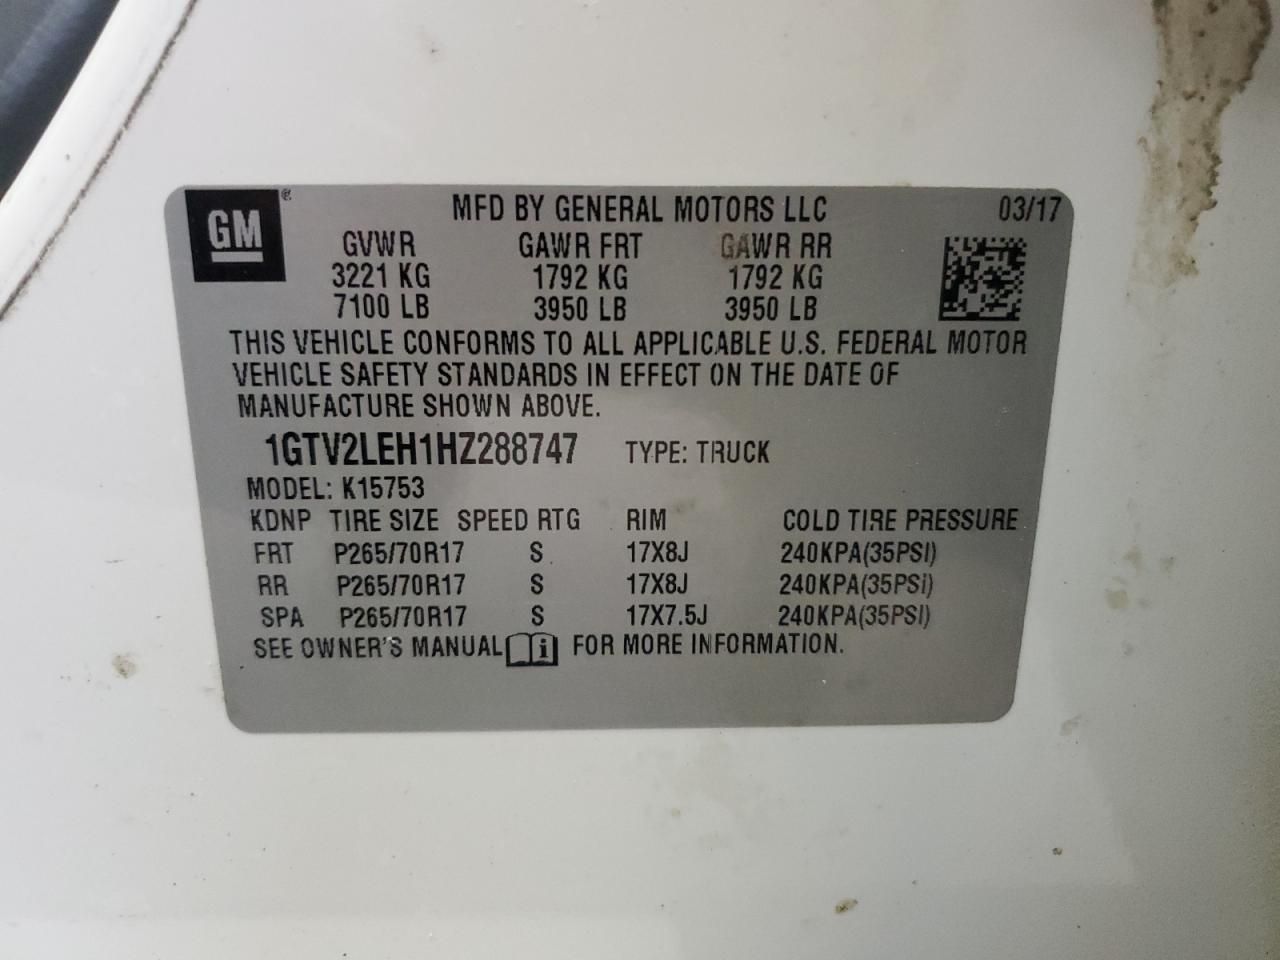 GM ® MFD BY GENERAL MOTORS LLC 03/17
GVWR GAWR FRT GAWR RR
3221 KG 1792 KG 1792 KG
7100 LB 3950 LB 3950 LB
THIS VEHICLE CONFORMS TO ALL APPLICABLE U.S. FEDERAL MOTOR
VEHICLE SAFETY STANDARDS IN EFFECT ON THE DATE OF
MANUFACTURE SHOWN ABOVE.
1GTV2LEH1HZ288747 TYPE: TRUCK
MODEL: K15753
KDNP TIRE SIZE SPEED RTG RIM COLD TIRE PRESSURE
FRT P265/70R17 S 17X8J 240KPA(35PSI)
RR P265/70R17 S 17X8J 240KPA(35PSI)
SPA P265/70R17 S 17X7.5J 240KPA(35PSI)
SEE OWNER'S MANUAL i FOR MORE INFORMATION.